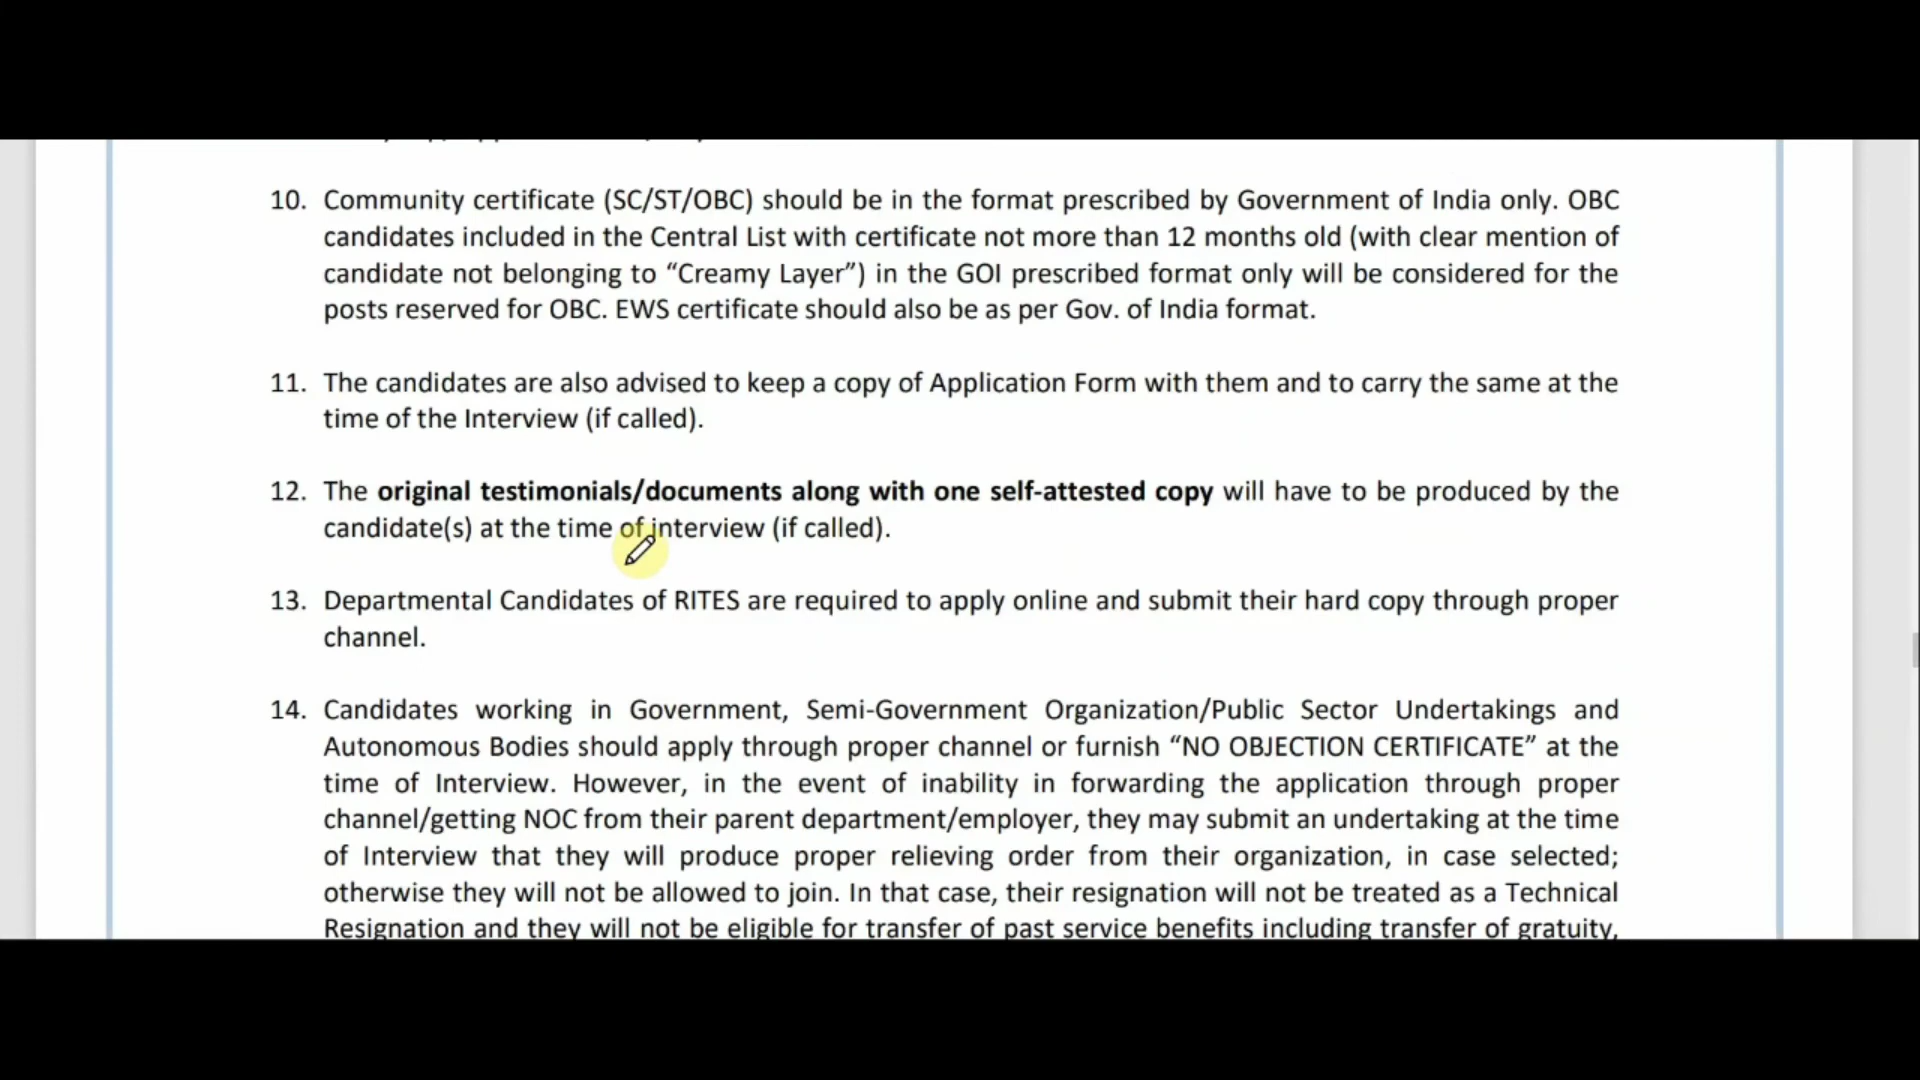 10. Community certificate (SC/ST/OBC) should be in the format prescribed by Government of India only. OBC
candidates included in the Central List with certificate not more than 12 months old (with clear mention of
candidate not belonging to “Creamy Layer”) in the GOI prescribed format only will be considered for the
posts reserved for OBC. EWS certificate should also be as per Gov. of India format.
11. The candidates are also advised to keep a copy of Application Form with them and to carry the same at the
time of the Interview (if called).
12. The original testimonials/documents along with one self-attested copy will have to be produced by the
candidate(s) at the time of interview (if called).
13. Departmental Candidates of RITES are required to apply online and submit their hard copy through proper
channel.
14. Candidates working in Government, Semi-Government Organization/Public Sector Undertakings and
Autonomous Bodies should apply through proper channel or furnish “NO OBJECTION CERTIFICATE” at the
time of Interview. However, in the event of inability in forwarding the application through proper
channel/getting NOC from their parent department/employer, they may submit an undertaking at the time
of Interview that they will produce proper relieving order from their organization, in case selected;
otherwise they will not be allowed to join. In that case, their resignation will not be treated as a Technical
Resignation and they will not be eligible for transfer of past service benefits including transfer of gratuity,